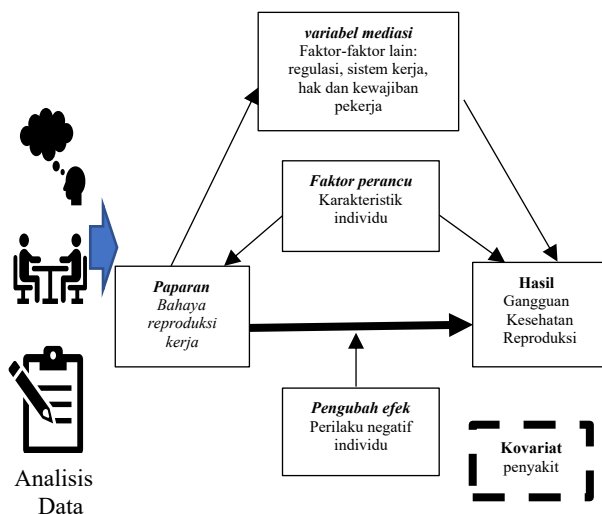 variabel mediasi
Faktor-faktor lain:
regulasi, sistem kerja,
hak dan kewajiban
pekerja
Faktor perancu
Karakteristik
individu
Paparan
Bahaya
reproduksi
kerja
Hasil
Gangguan
Kesehatan
Reproduksi
Pengubah efek
Perilaku negatif
individu
Kovariat
penyakit
Analisis
Data